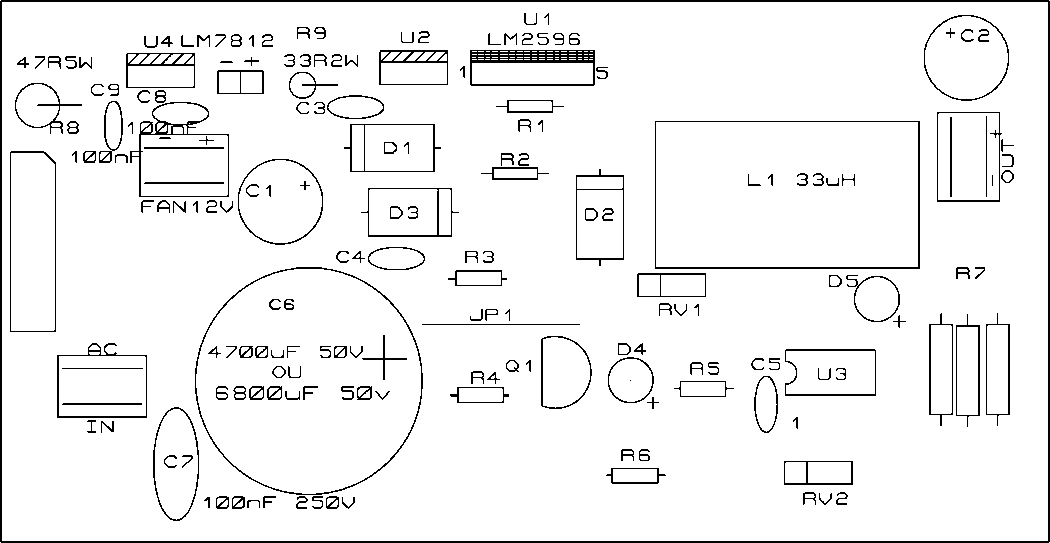 U1
R9
C2
U4 LM7812
U2
LM2596
47R5W
- +
33R2W
1
5
C9
C8
C3
R8
100nF
R1
+
- +
100nF
D1
R2
OUT
-
L1 33uH
C1
+
FAN12V
D3
D2
C4
R3
R7
D5
C6
RV1
JP1
+
AC
4700uF 50V
D4
OU
Q1
C5
R5
U3
6800uF 50v
R4
+
IN
1
C7
R6
100nF 250V
RV2